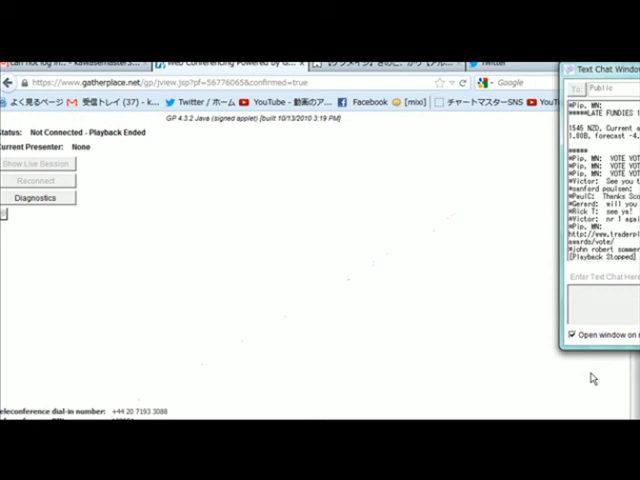 can not log in... - kawasemaster3...
Web Conferencing Powered by G...
Twitter
https://www.gatherplace.net/gp/jview.jsp?pf=56776065&confirmed=true
Google
よく見るページ 受信トレイ (37) - k... Twitter / ホーム YouTube - 動画のア... Facebook [mixi] チャートマスターSNS YouT
GP 4.3.2 Java (signed applet) [built 10/13/2010 3:19 PM]
Status: Not Connected - Playback Ended
Current Presenter: None
Show Live Session
Reconnect
Diagnostics
Text Chat Window
To
Public
*Pip, MN:
*****LATE FUNDIES 1
1545 NZD, Current a
1.80B, forecast -4.
*****
*Pip, MN: VOTE VOT
*Pip, MN: VOTE VOT
*Pip, MN: VOTE VOT
*Victor: See you t
*sanford poulsen:
*PaulC: Thanks Sco
*Gerard: will you
*Rick T: see ya!
*Victor: nr 1 agai
*Pip, MN:
http://www.traderpl
awards/vote/
*john robert sommer
[Playback Stopped]
Enter Text Chat Here
Open window on
eleconference dial-in number: +44 20 7193 3088